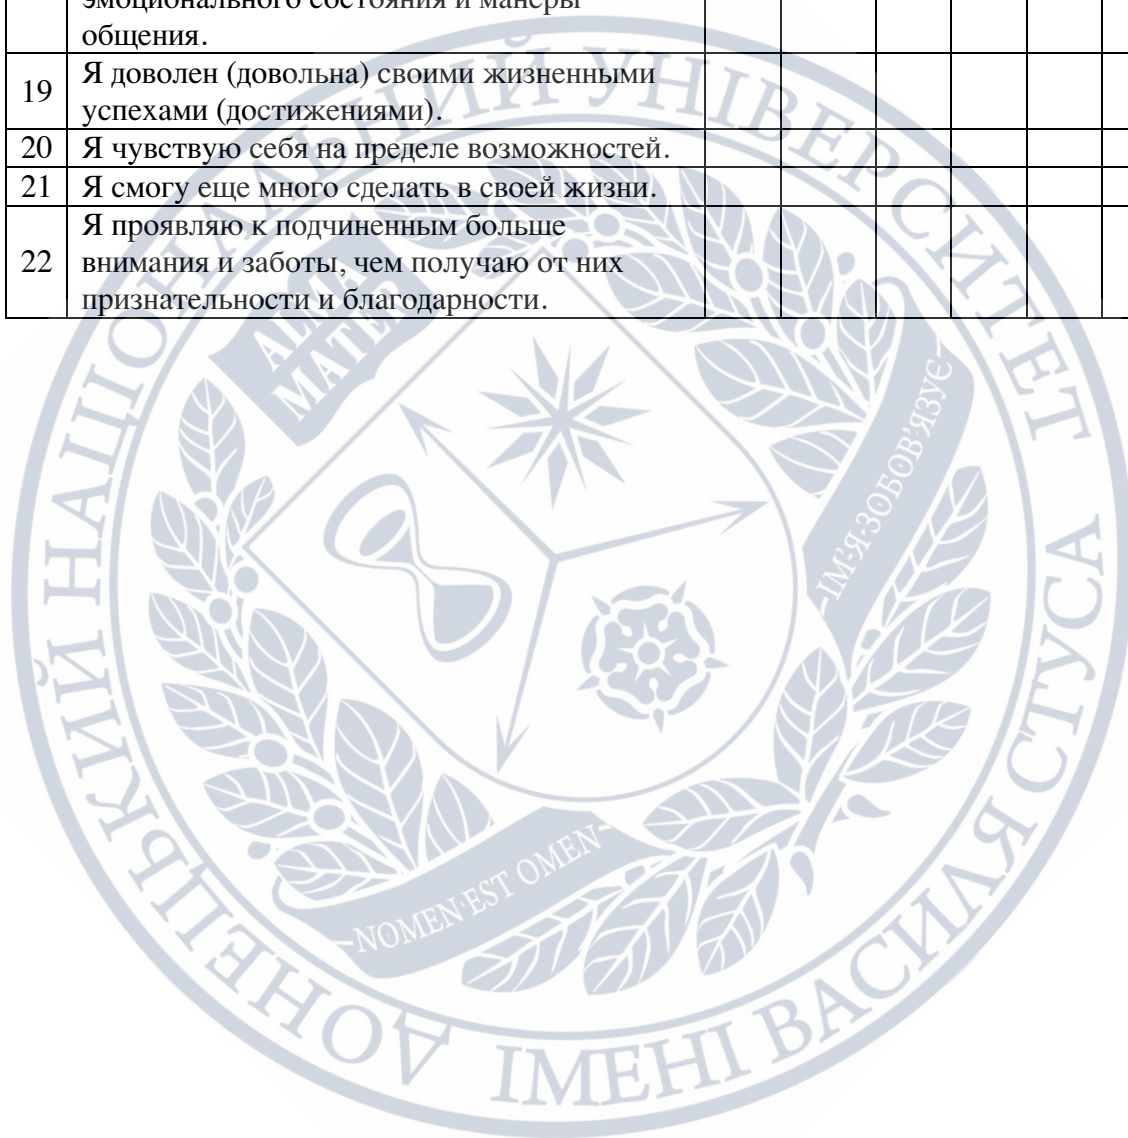 эмоционального состояния и манеры
общения.
19 Я доволен (довольна) своими жизненными
успехами (достижениями).
20 Я чувствую себя на пределе возможностей.
21 Я смогу еще много сделать в своей жизни.
22 Я проявляю к подчиненным больше
внимания и заботы, чем получаю от них
признательности и благодарности.
ДОНЕЦЬКИЙ НАЦІОНАЛЬНИЙ УНІВЕРСИТЕТ ІМЕНІ ВАСИЛЯ СТУСА
ALMA
MATER
ІМ'Я·ЗОБОВ'ЯЗУЄ
NOMEN·EST·OMEN